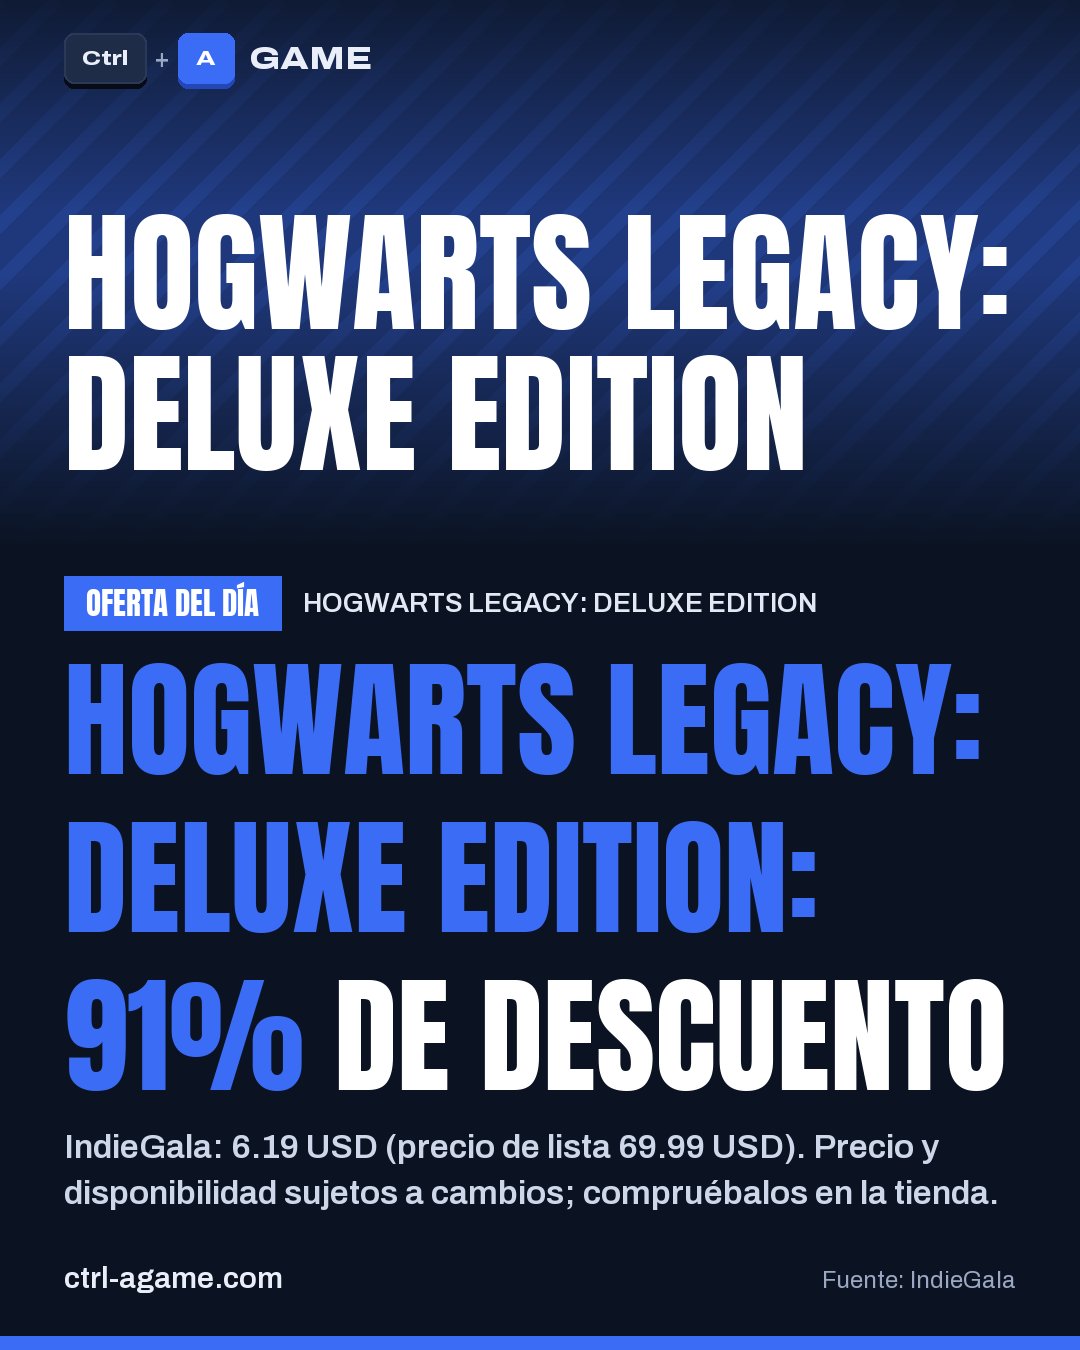 Ctrl + A GAME
HOGWARTS LEGACY:
DELUXE EDITION
OFERTA DEL DÍA HOGWARTS LEGACY: DELUXE EDITION
HOGWARTS LEGACY:
DELUXE EDITION:
91% DE DESCUENTO
IndieGala: 6.19 USD (precio de lista 69.99 USD). Precio y
disponibilidad sujetos a cambios; compruébalos en la tienda.
ctrl-agame.com Fuente: IndieGala